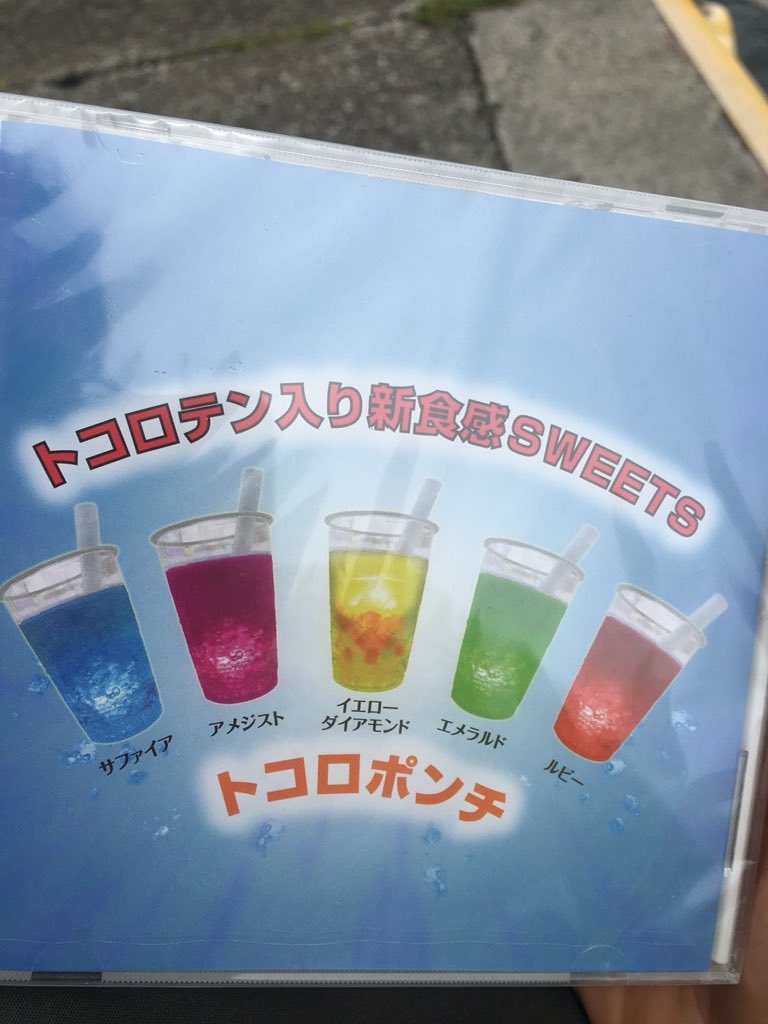 トコロテン入り新食感SWEETS
サファイア
アメジスト
イエロー
ダイアモンド
エメラルド
ルビー
トコロポンチ